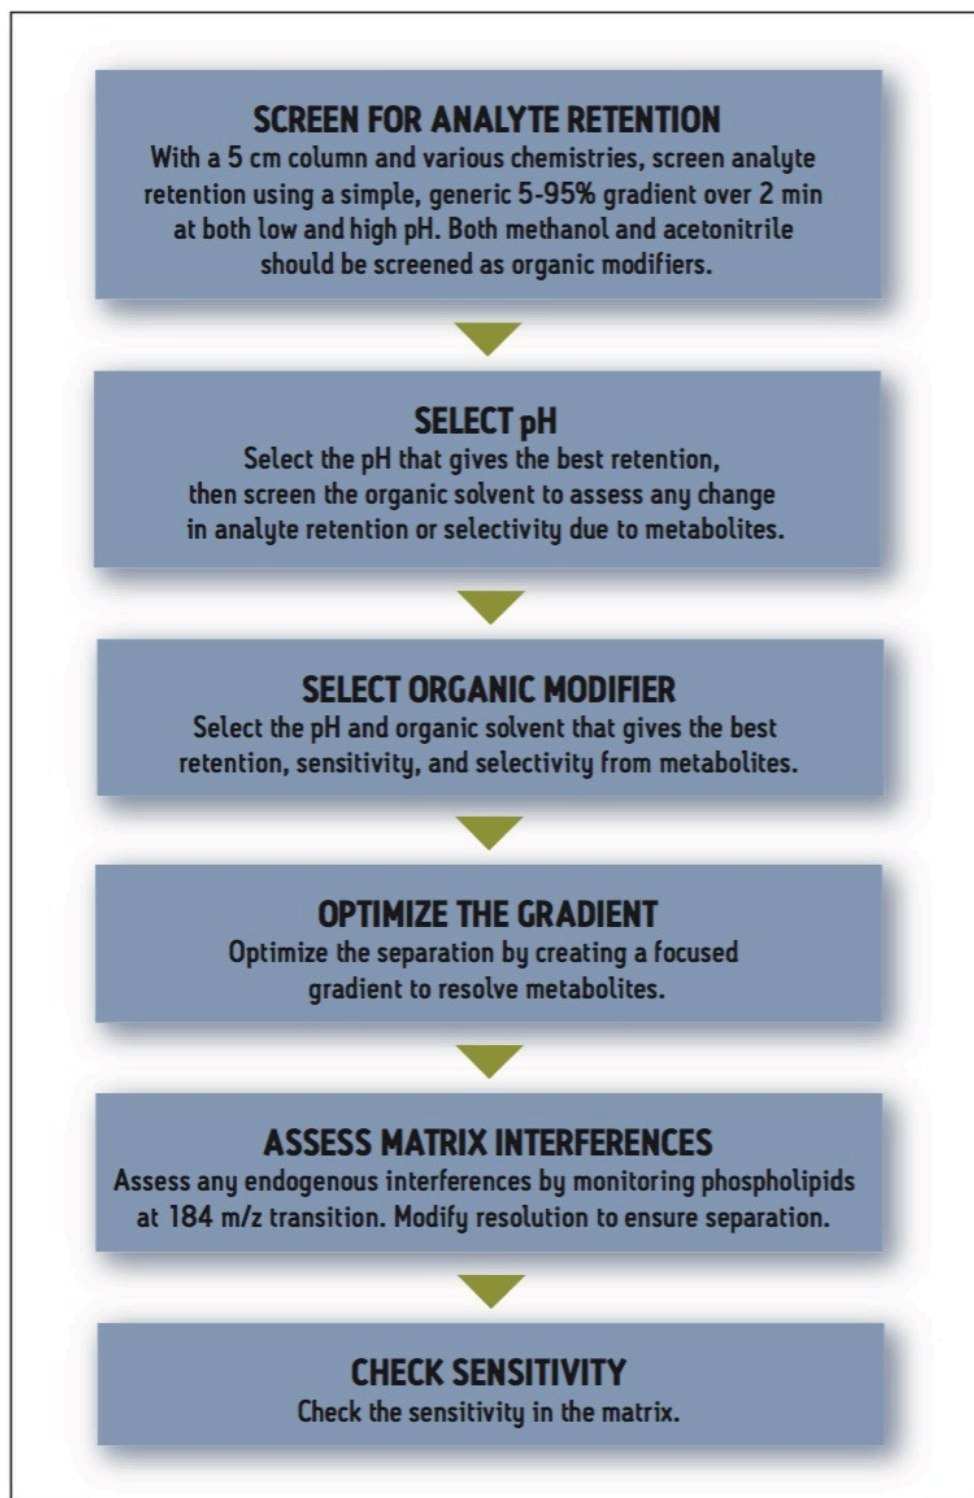 SCREEN FOR ANALYTE RETENTION
With a 5 cm column and various chemistries, screen analyte
retention using a simple, generic 5-95% gradient over 2 min
at both low and high pH. Both methanol and acetonitrile
should be screened as organic modifiers.
SELECT pH
Select the pH that gives the best retention,
then screen the organic solvent to assess any change
in analyte retention or selectivity due to metabolites.
SELECT ORGANIC MODIFIER
Select the pH and organic solvent that gives the best
retention, sensitivity, and selectivity from metabolites.
OPTIMIZE THE GRADIENT
Optimize the separation by creating a focused
gradient to resolve metabolites.
ASSESS MATRIX INTERFERENCES
Assess any endogenous interferences by monitoring phospholipids
at 184 m/z transition. Modify resolution to ensure separation.
CHECK SENSITIVITY
Check the sensitivity in the matrix.